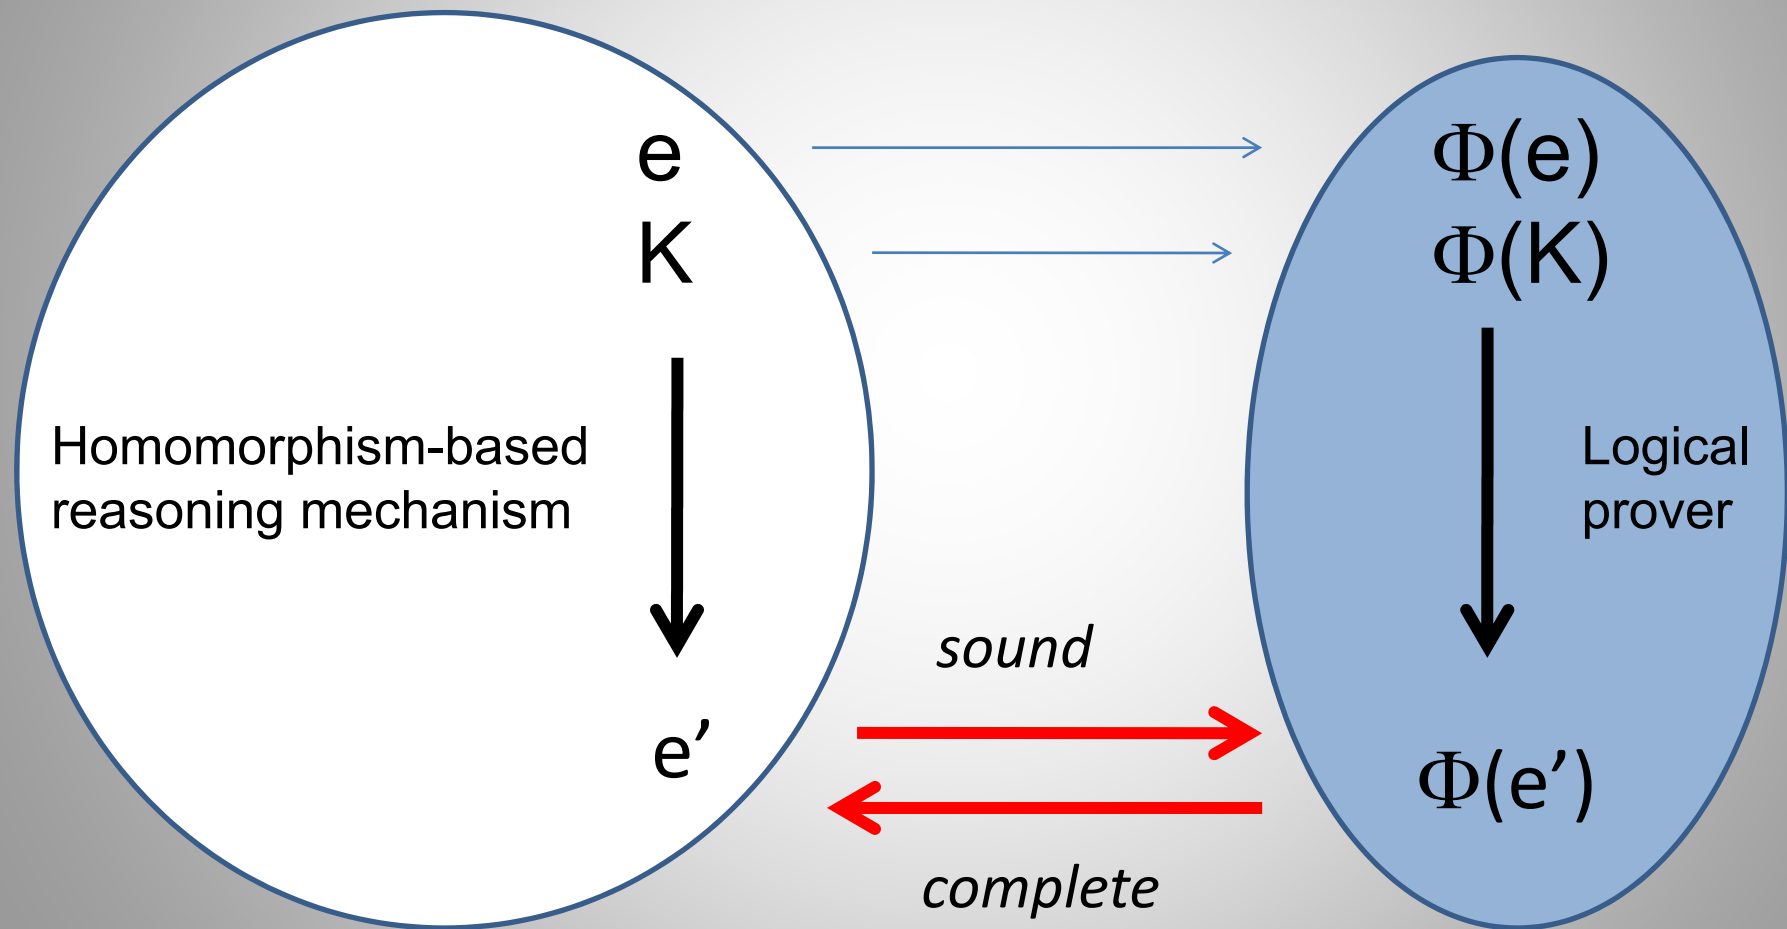 e
K
Φ(e)
Φ(K)
Homomorphism-based
reasoning mechanism
Logical
prover
sound
e’
Φ(e’)
complete